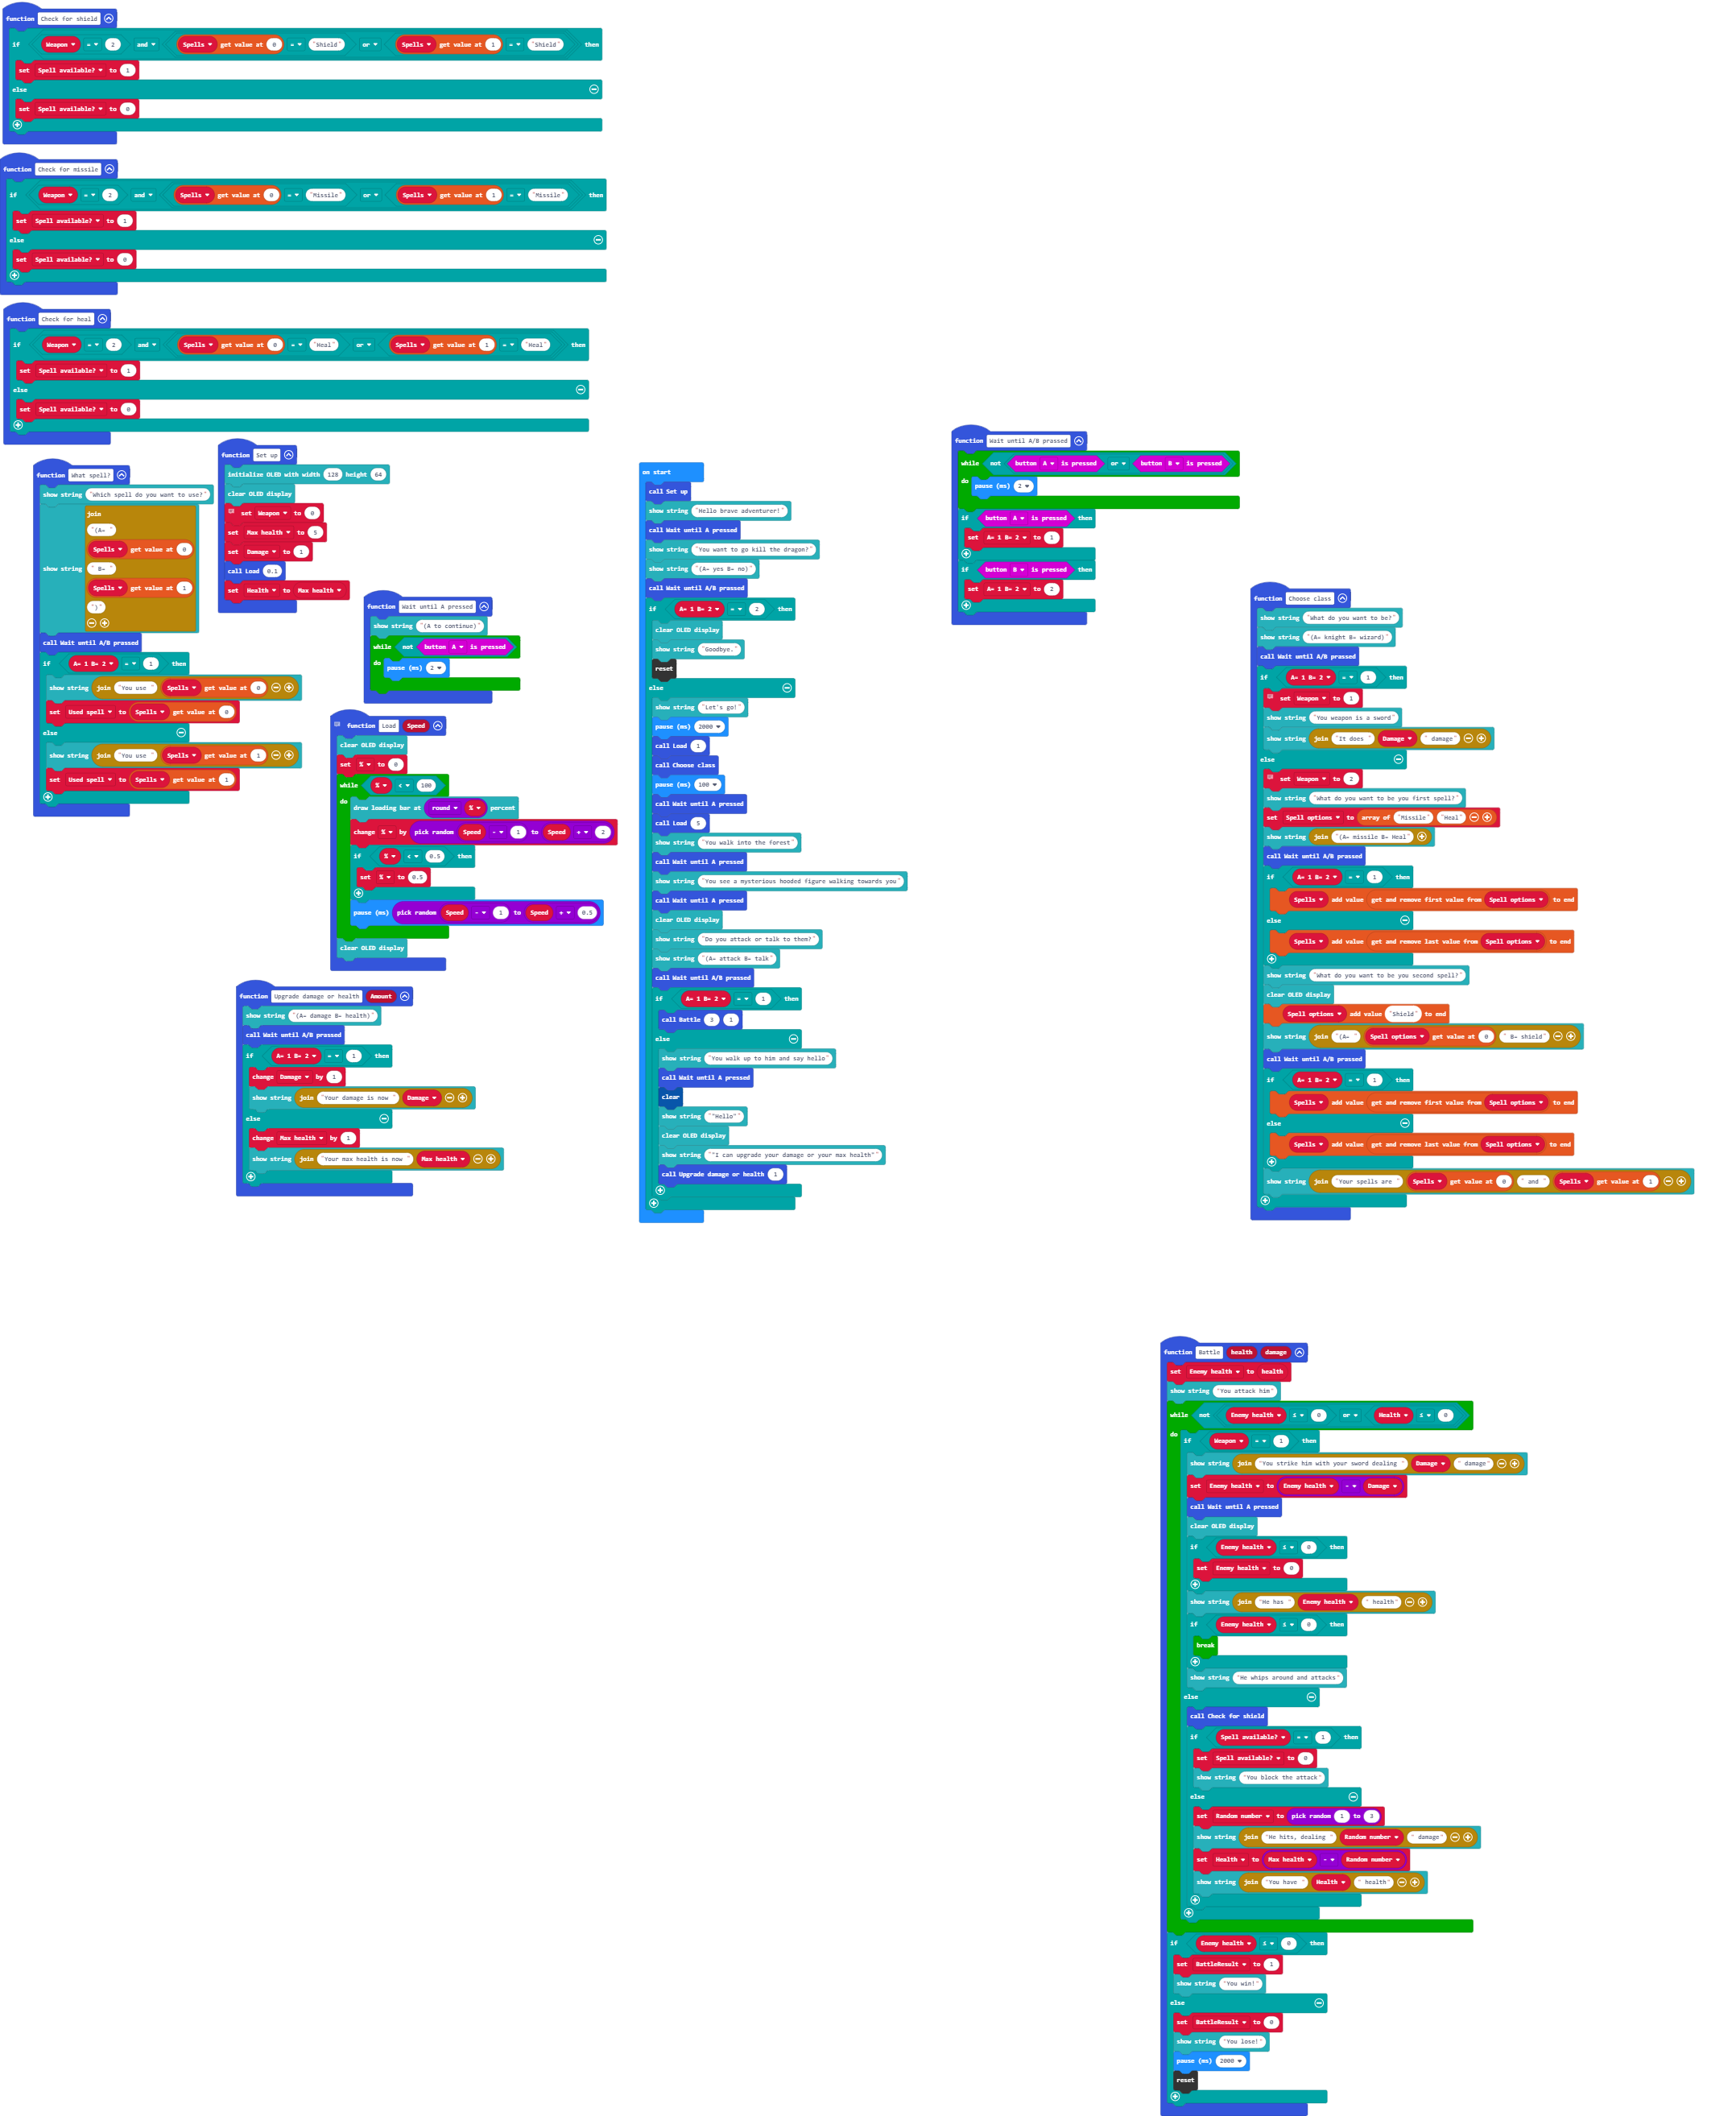 function Check for shield
if Weapon = 2 and Spells get value at 0 = "Shield" or Spells get value at 1 = "Shield" then
set Spell available? to 1
else
set Spell available? to 0
function Check for missile
if Weapon = 2 and Spells get value at 0 = "Missile" or Spells get value at 1 = "Missile" then
set Spell available? to 1
else
set Spell available? to 0
function Check for heal
if Weapon = 2 and Spells get value at 0 = "Heal" or Spells get value at 1 = "Heal" then
set Spell available? to 1
else
set Spell available? to 0
function What spell?
show string "Which spell do you want to use?"
show string join
"(A= "
Spells get value at 0
" B= "
Spells get value at 1
")"
call Wait until A/B pressed
if A= 1 B= 2 = 1 then
show string join "You use " Spells get value at 0
set Used spell to Spells get value at 0
else
show string join "You use " Spells get value at 1
set Used spell to Spells get value at 1
function Set up
initialize OLED with width 128 height 64
clear OLED display
set Weapon to 0
set Max health to 5
set Damage to 1
call Load 0.1
set Health to Max health
function Wait until A pressed
show string "(A to continue)"
while not button A is pressed
do pause (ms) 2
function Load Speed
clear OLED display
set % to 0
while % < 100
do draw loading bar at round % percent
change % by pick random Speed - 1 to Speed + 2
if % < 0.5 then
set % to 0.5
pause (ms) pick random Speed - 1 to Speed + 0.5
clear OLED display
function Upgrade damage or health Amount
show string "(A= damage B= health)"
call Wait until A/B pressed
if A= 1 B= 2 = 1 then
change Damage by 1
show string join "Your damage is now " Damage
else
change Max health by 1
show string join "Your max health is now " Max health
on start
call Set up
show string "Hello brave adventurer!"
call Wait until A pressed
show string "You want to go kill the dragon?"
show string "(A= yes B= no)"
call Wait until A/B pressed
if A= 1 B= 2 = 2 then
clear OLED display
show string "Goodbye."
reset
else
show string "Let's go!"
pause (ms) 2000
call Load 1
call Choose class
pause (ms) 100
call Wait until A pressed
call Load 5
show string "You walk into the forest"
call Wait until A pressed
show string "You see a mysterious hooded figure walking towards you"
call Wait until A pressed
clear OLED display
show string "Do you attack or talk to them?"
show string "(A= attack B= talk"
call Wait until A/B pressed
if A= 1 B= 2 = 1 then
call Battle 3 1
else
show string "You walk up to him and say hello"
call Wait until A pressed
clear
show string ""Hello""
clear OLED display
show string ""I can upgrade your damage or your max health""
call Upgrade damage or health 1
function Wait until A/B pressed
while not button A is pressed or button B is pressed
do pause (ms) 2
if button A is pressed then
set A= 1 B= 2 to 1
if button B is pressed then
set A= 1 B= 2 to 2
function Choose class
show string "What do you want to be?"
show string "(A= knight B= wizard)"
call Wait until A/B pressed
if A= 1 B= 2 = 1 then
set Weapon to 1
show string "You weapon is a sword"
show string join "It does " Damage " damage"
else
set Weapon to 2
show string "What do you want to be you first spell?"
set Spell options to array of "Missile" "Heal"
show string join "(A= missile B= Heal"
call Wait until A/B pressed
if A= 1 B= 2 = 1 then
Spells add value get and remove first value from Spell options to end
else
Spells add value get and remove last value from Spell options to end
show string "What do you want to be you second spell?"
clear OLED display
Spell options add value "Shield" to end
show string join "(A= " Spell options get value at 0 " B= shield"
call Wait until A/B pressed
if A= 1 B= 2 = 1 then
Spells add value get and remove first value from Spell options to end
else
Spells add value get and remove last value from Spell options to end
show string join "Your spells are " Spells get value at 0 " and " Spells get value at 1
function Battle health damage
set Enemy health to health
show string "You attack him"
while not Enemy health ≤ 0 or Health ≤ 0
do if Weapon = 1 then
show string join "You strike him with your sword dealing " Damage " damage"
set Enemy health to Enemy health - Damage
call Wait until A pressed
clear OLED display
if Enemy health ≤ 0 then
set Enemy health to 0
show string join "He has " Enemy health " health"
if Enemy health ≤ 0 then
break
show string "He whips around and attacks"
else
call Check for shield
if Spell available? = 1 then
set Spell available? to 0
show string "You block the attack"
else
set Random number to pick random 1 to 3
show string join "He hits, dealing " Random number " damage"
set Health to Max health - Random number
show string join "You have " Health " health"
if Enemy health ≤ 0 then
set BattleResult to 1
show string "You win!"
else
set BattleResult to 0
show string "You lose!"
pause (ms) 2000
reset